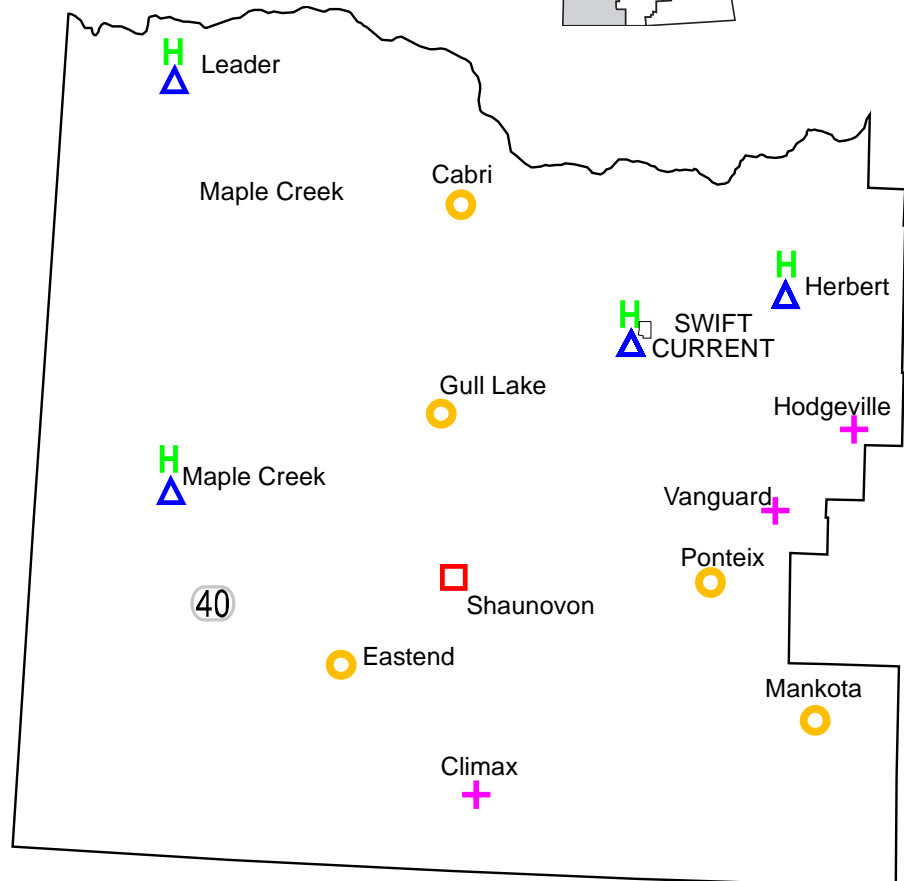 H
Leader
Cabri
Maple Creek
H
Herbert
H
SWIFT
CURRENT
Gull Lake
Hodgeville
H
Maple Creek
Vanguard
Ponteix
40
Shaunovon
Eastend
Mankota
Climax